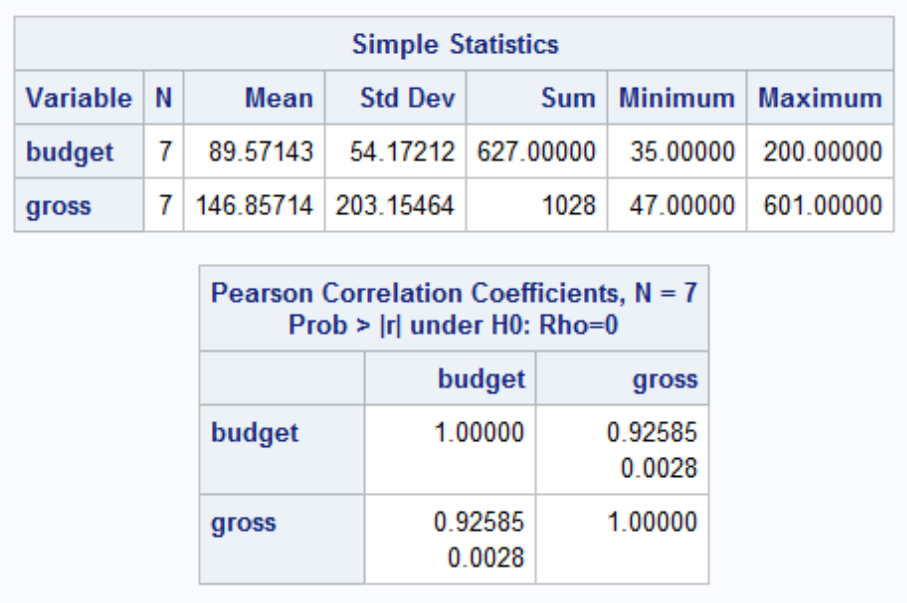 Simple Statistics
Variable N Mean Std Dev Sum Minimum Maximum
budget 7 89.57143 54.17212 627.00000 35.00000 200.00000
gross 7 146.85714 203.15464 1028 47.00000 601.00000
Pearson Correlation Coefficients, N = 7
Prob > |r| under H0: Rho=0
budget gross
budget 1.00000 0.92585
0.0028
gross 0.92585 1.00000
0.0028